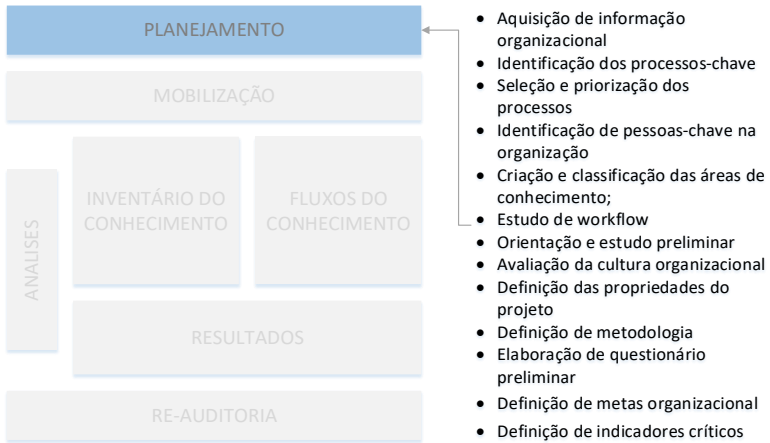 PLANEJAMENTO
MOBILIZAÇÃO
ANALISES
INVENTÁRIO DO
CONHECIMENTO
FLUXOS DO
CONHECIMENTO
RESULTADOS
RE-AUDITORIA
• Aquisição de informação
organizacional
• Identificação dos processos-chave
• Seleção e priorização dos
processos
• Identificação de pessoas-chave na
organização
• Criação e classificação das áreas de
conhecimento;
• Estudo de workflow
• Orientação e estudo preliminar
• Avaliação da cultura organizacional
• Definição das propriedades do
projeto
• Definição de metodologia
• Elaboração de questionário
preliminar
• Definição de metas organizacional
• Definição de indicadores críticos